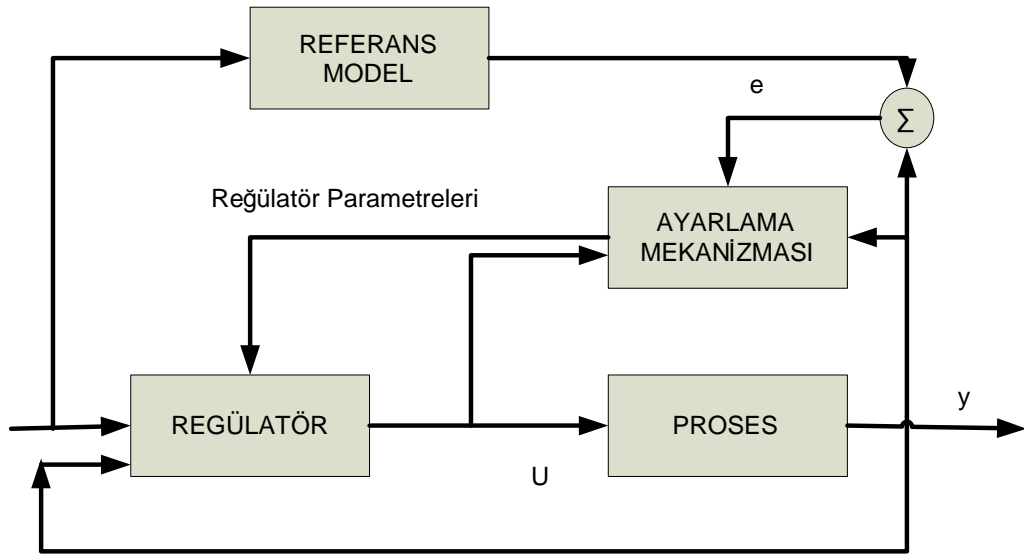 REFERANS
MODEL
e
Σ
Reğülatör Parametreleri
AYARLAMA
MEKANİZMASI
REGÜLATÖR
PROSES
y
U